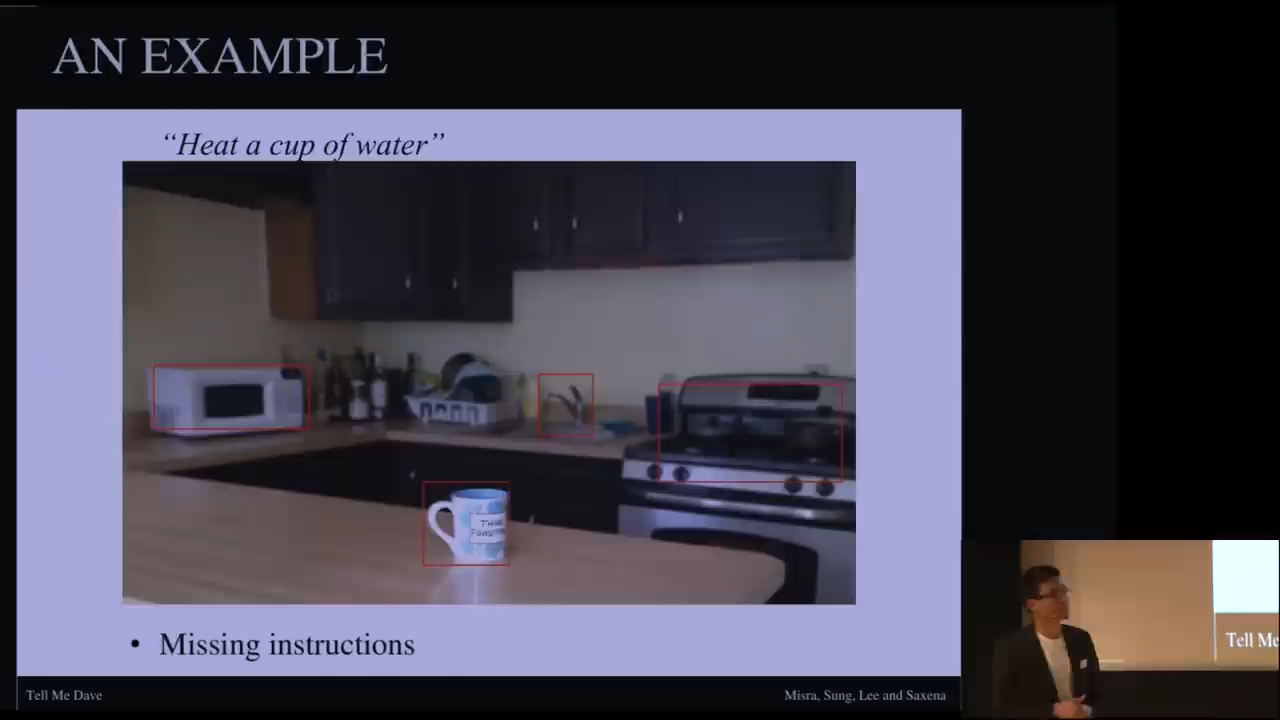 AN EXAMPLE
“Heat a cup of water”
• Missing instructions
Tell Me Dave
Misra, Sung, Lee and Saxena
Tell Me